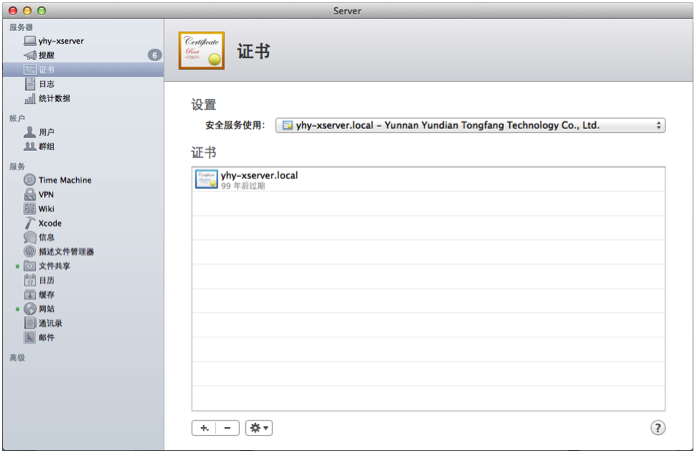 Server
服务器
yhy-xserver
提醒
6
证书
日志
统计数据
帐户
用户
群组
服务
Time Machine
VPN
Wiki
Xcode
信息
描述文件管理器
文件共享
日历
缓存
网站
通讯录
邮件
高级
Certificate
Root
证书
设置
安全服务使用：
yhy-xserver.local – Yunnan Yundian Tongfang Technology Co., Ltd.
证书
yhy-xserver.local
99 年后过期
?